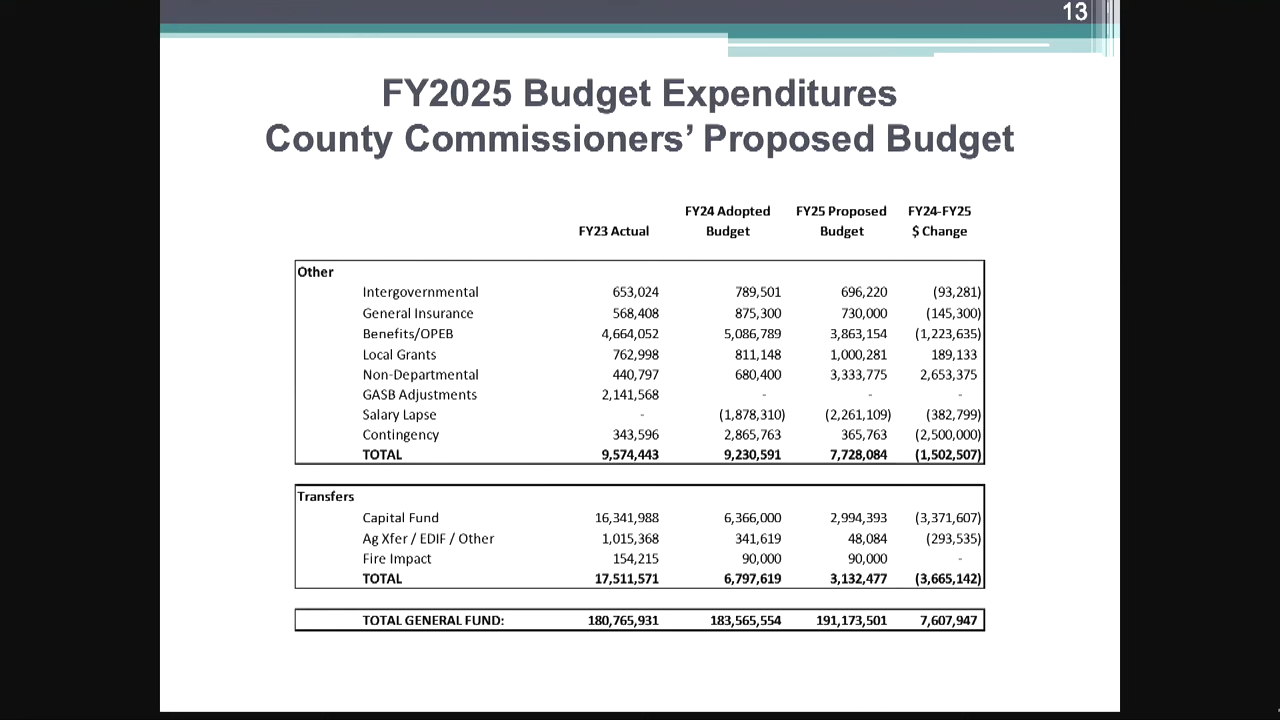 13
FY2025 Budget Expenditures
County Commissioners’ Proposed Budget
FY24 Adopted FY25 Proposed FY24-FY25
FY23 Actual Budget Budget $ Change
Other
Intergovernmental 653,024 789,501 696,220 (93,281)
General Insurance 568,408 875,300 730,000 (145,300)
Benefits/OPEB 4,664,052 5,086,789 3,863,154 (1,223,635)
Local Grants 762,998 811,148 1,000,281 189,133
Non-Departmental 440,797 680,400 3,333,775 2,653,375
GASB Adjustments 2,141,568 - - -
Salary Lapse - (1,878,310) (2,261,109) (382,799)
Contingency 343,596 2,865,763 365,763 (2,500,000)
TOTAL 9,574,443 9,230,591 7,728,084 (1,502,507)
Transfers
Capital Fund 16,341,988 6,366,000 2,994,393 (3,371,607)
Ag Xfer / EDIF / Other 1,015,368 341,619 48,084 (293,535)
Fire Impact 154,215 90,000 90,000 -
TOTAL 17,511,571 6,797,619 3,132,477 (3,665,142)
TOTAL GENERAL FUND: 180,765,931 183,565,554 191,173,501 7,607,947